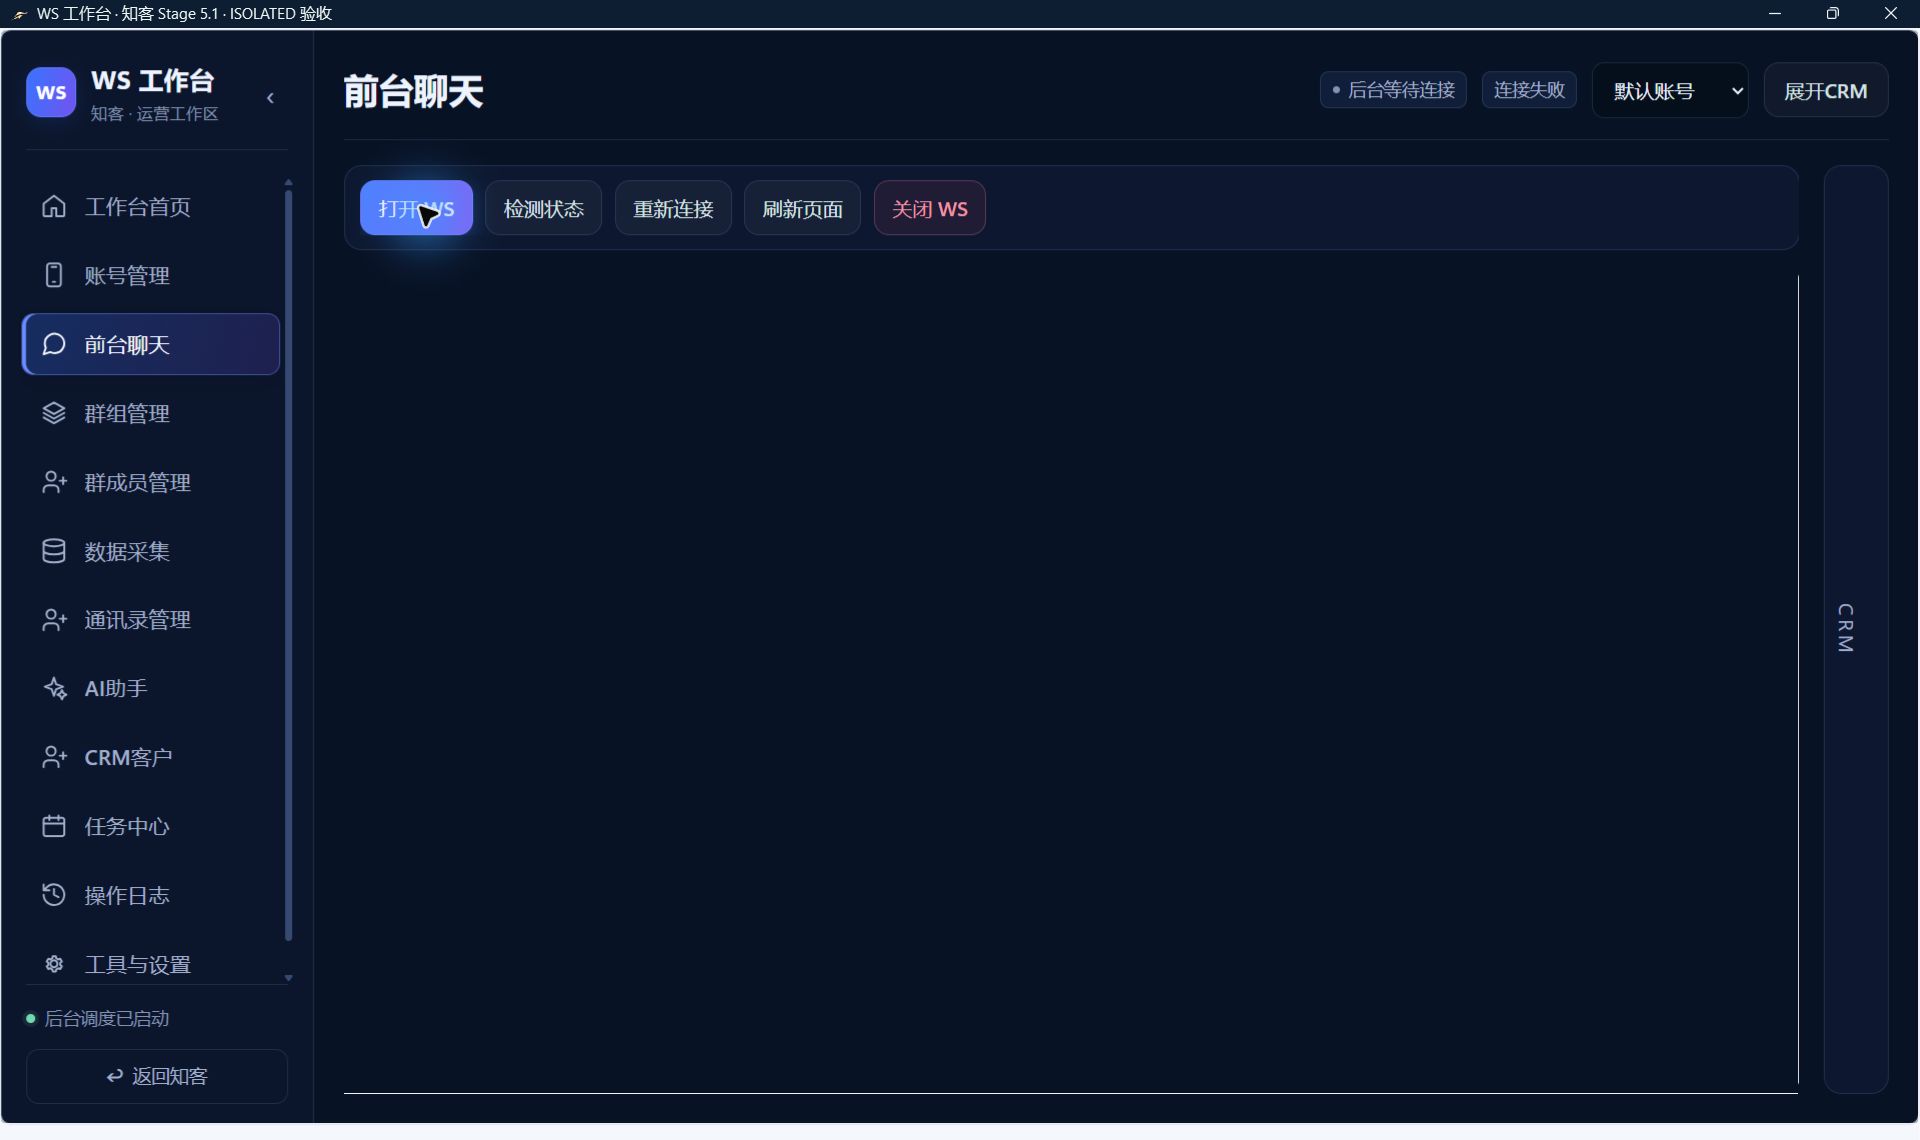 WS 工作台 · 知客 Stage 5.1 · ISOLATED 验收
WS
WS 工作台
知客 · 运营工作区
前台聊天
后台等待连接
连接失败
默认账号
展开CRM
打开 WS
检测状态
重新连接
刷新页面
关闭 WS
工作台首页
账号管理
前台聊天
群组管理
群成员管理
数据采集
通讯录管理
AI助手
CRM客户
任务中心
操作日志
工具与设置
后台调度已启动
返回知客
CRM